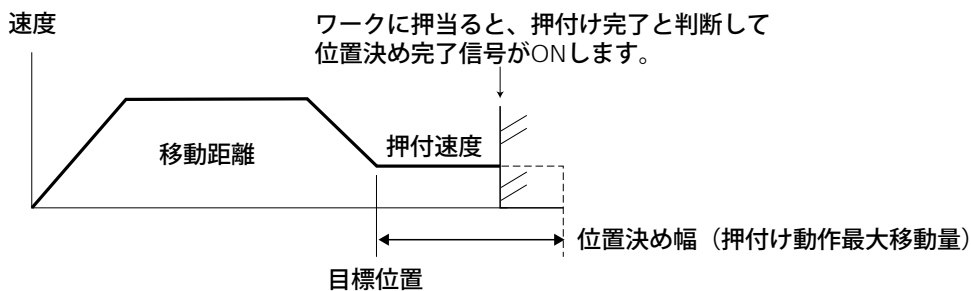 速度
ワークに押当ると、押付け完了と判断して
位置決め完了信号がONします。
移動距離
押付速度
位置決め幅（押付け動作最大移動量）
目標位置